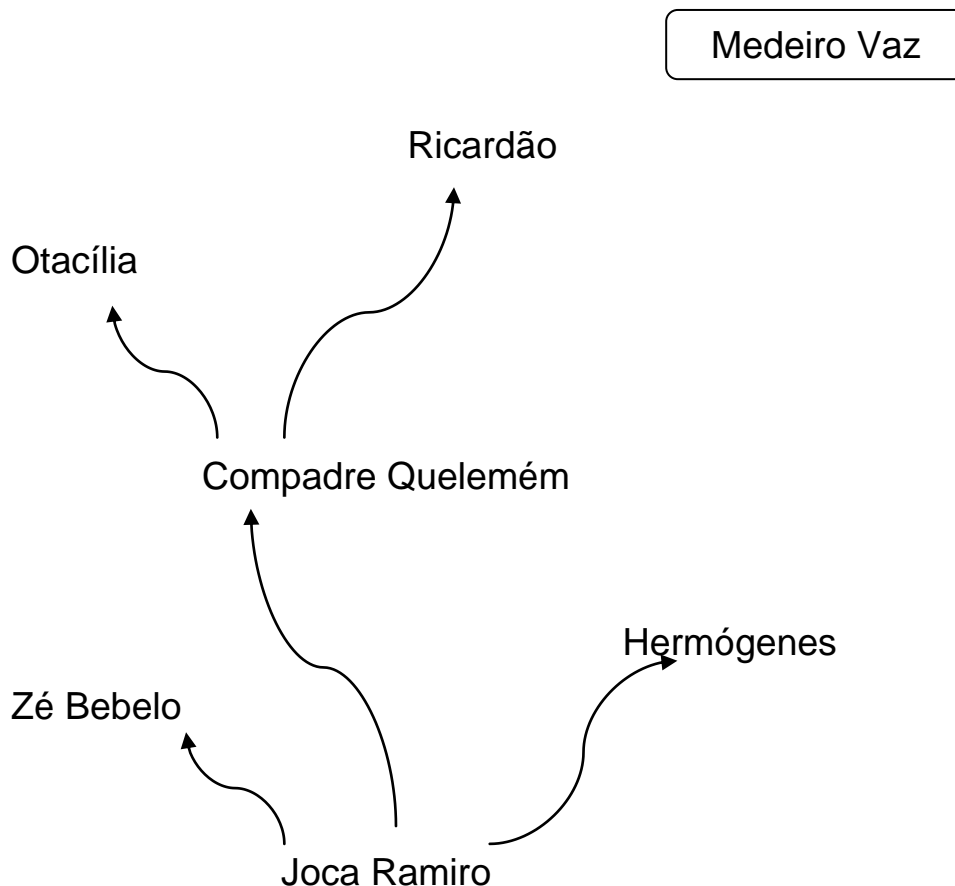 Medeiro Vaz
Ricardão
Otacília
Compadre Quelemém
Hermógenes
Zé Bebelo
Joca Ramiro